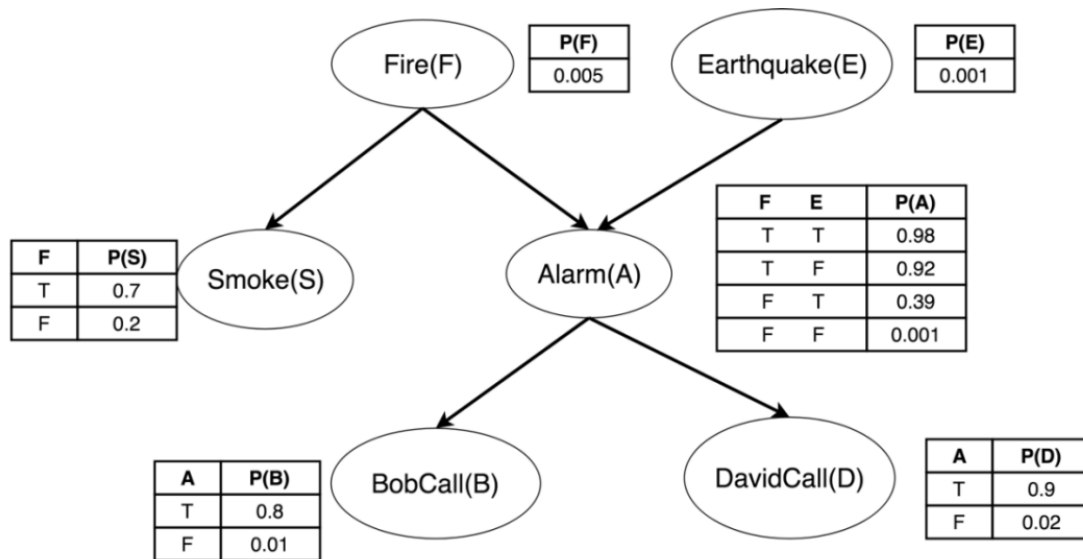 Fire(F)
P(F)
0.005
Earthquake(E)
P(E)
0.001
F P(S)
T 0.7
F 0.2
Smoke(S)
Alarm(A)
F E P(A)
T T 0.98
T F 0.92
F T 0.39
F F 0.001
A P(B)
T 0.8
F 0.01
BobCall(B)
DavidCall(D)
A P(D)
T 0.9
F 0.02